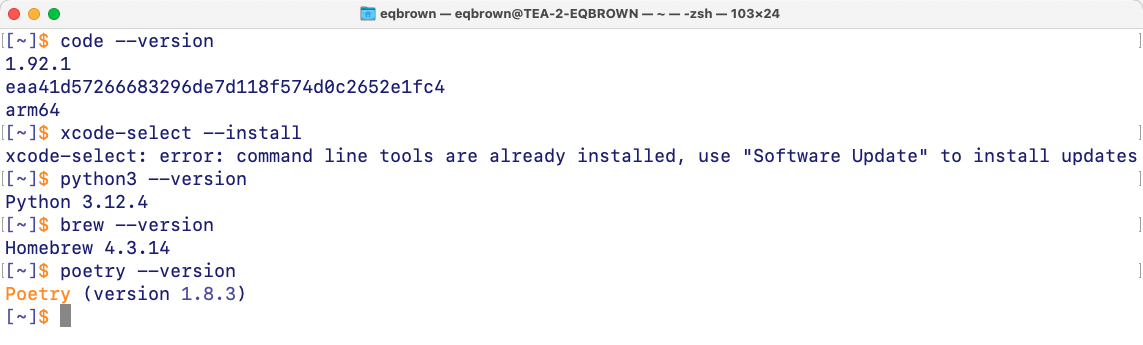 eqbrown — eqbrown@TEA-2-EQBROWN — ~ — -zsh — 103×24
[[~]$ code --version ]
1.92.1
eaa41d57266683296de7d118f574d0c2652e1fc4
arm64
[[~]$ xcode-select --install ]
xcode-select: error: command line tools are already installed, use "Software Update" to install updates
[[~]$ python3 --version ]
Python 3.12.4
[[~]$ brew --version ]
Homebrew 4.3.14
[[~]$ poetry --version ]
Poetry (version 1.8.3)
[~]$